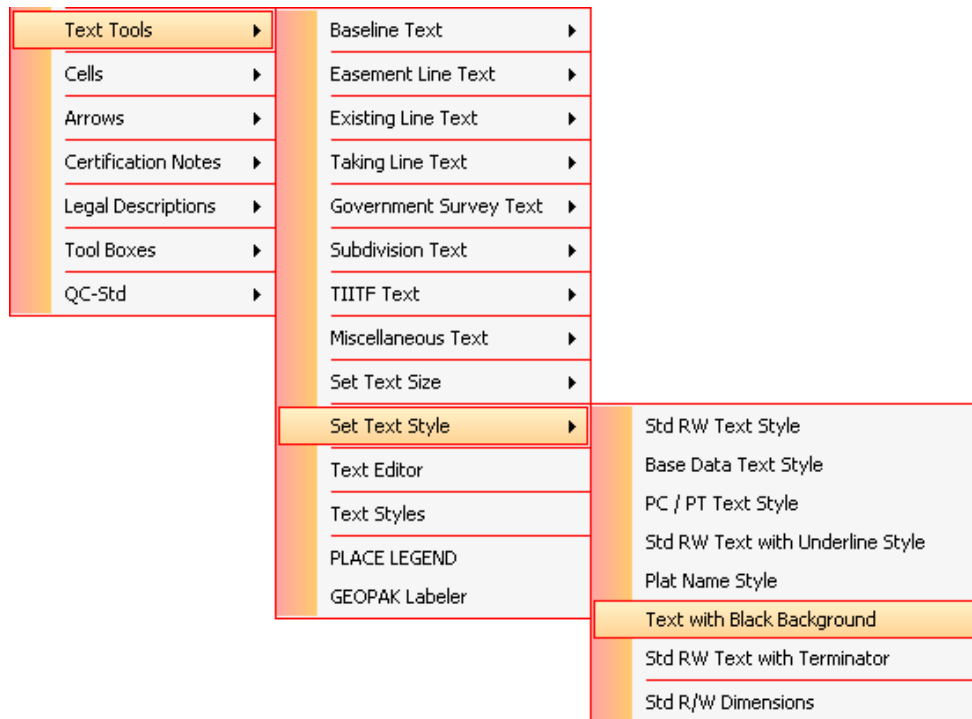 Text Tools
Cells
Arrows
Certification Notes
Legal Descriptions
Tool Boxes
QC-Std
Baseline Text
Easement Line Text
Existing Line Text
Taking Line Text
Government Survey Text
Subdivision Text
TIITF Text
Miscellaneous Text
Set Text Size
Set Text Style
Text Editor
Text Styles
PLACE LEGEND
GEOPAK Labeler
Std RW Text Style
Base Data Text Style
PC / PT Text Style
Std RW Text with Underline Style
Plat Name Style
Text with Black Background
Std RW Text with Terminator
Std R/W Dimensions